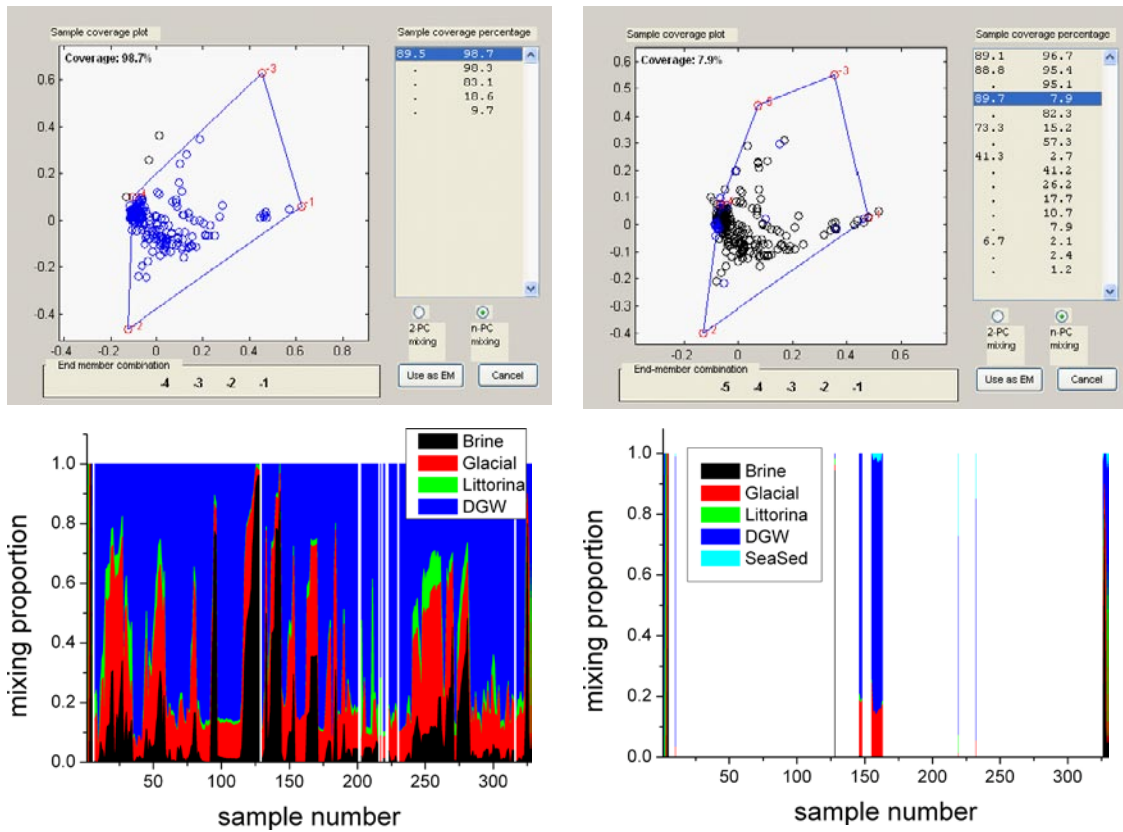 Sample coverage plot
Sample coverage percentage
Coverage: 98.7%
0.6
0.4
0.2
0
-0.2
-0.4
-0.4 -0.2 0 0.2 0.4 0.6 0.8
-3
-1
-2
89.5 98.7
. 98.3
. 83.1
. 18.6
. 9.7
2-PC mixing
n-PC mixing
End member combination
-4 -3 -2 -1
Use as EM
Cancel
Sample coverage plot
Sample coverage percentage
Coverage: 7.9%
0.6
0.5
0.4
0.3
0.2
0.1
0
-0.1
-0.2
-0.3
-0.4
-0.2 0 0.2 0.4 0.6
-3
-5
-2
89.1 96.7
88.8 95.4
. 95.1
89.7 7.9
. 82.3
73.3 15.2
. 57.3
41.3 2.7
. 41.2
. 26.2
. 17.7
. 10.7
. 7.9
6.7 2.1
. 2.4
. 1.2
2-PC mixing
n-PC mixing
End-member combination
-5 -4 -3 -2 -1
Use as EM
Cancel
Brine
Glacial
Littorina
DGW
mixing proportion
1.0
0.8
0.6
0.4
0.2
0.0
50 100 150 200 250 300
sample number
Brine
Glacial
Littorina
DGW
SeaSed
mixing proportion
1.0
0.8
0.6
0.4
0.2
0.0
50 100 150 200 250 300
sample number